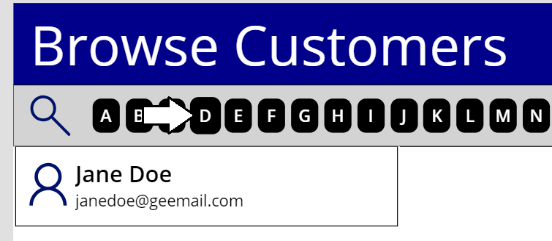 Browse Customers
A B D E F G H I J K L M N
Jane Doe
janedoe@geemail.com